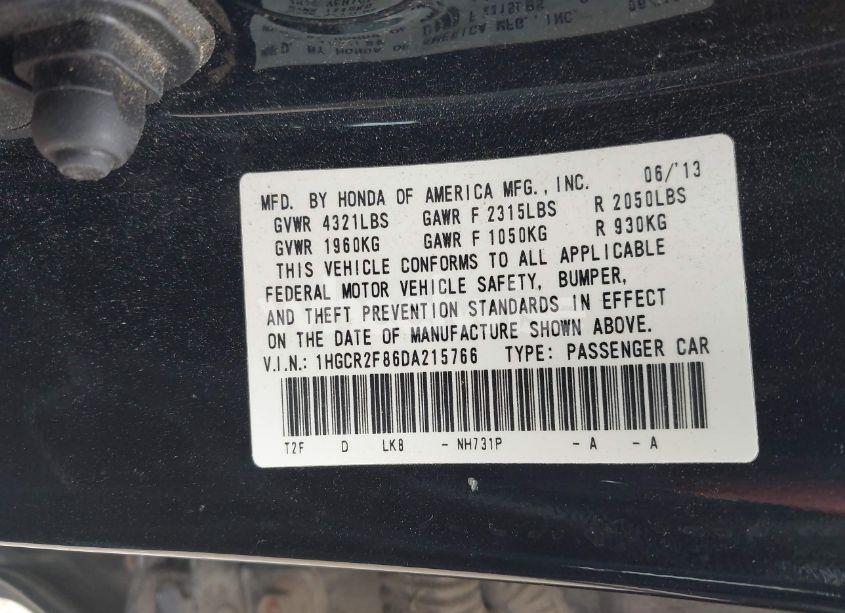 MFD. BY HONDA OF AMERICA MFG., INC. 06/'13
GVWR 4321LBS GAWR F 2315LBS R 2050LBS
GVWR 1960KG GAWR F 1050KG R 930KG
THIS VEHICLE CONFORMS TO ALL APPLICABLE
FEDERAL MOTOR VEHICLE SAFETY, BUMPER,
AND THEFT PREVENTION STANDARDS IN EFFECT
ON THE DATE OF MANUFACTURE SHOWN ABOVE.
V.I.N.: 1HGCR2F86DA215766 TYPE: PASSENGER CAR
T2F D LK8 - NH731P - A - A